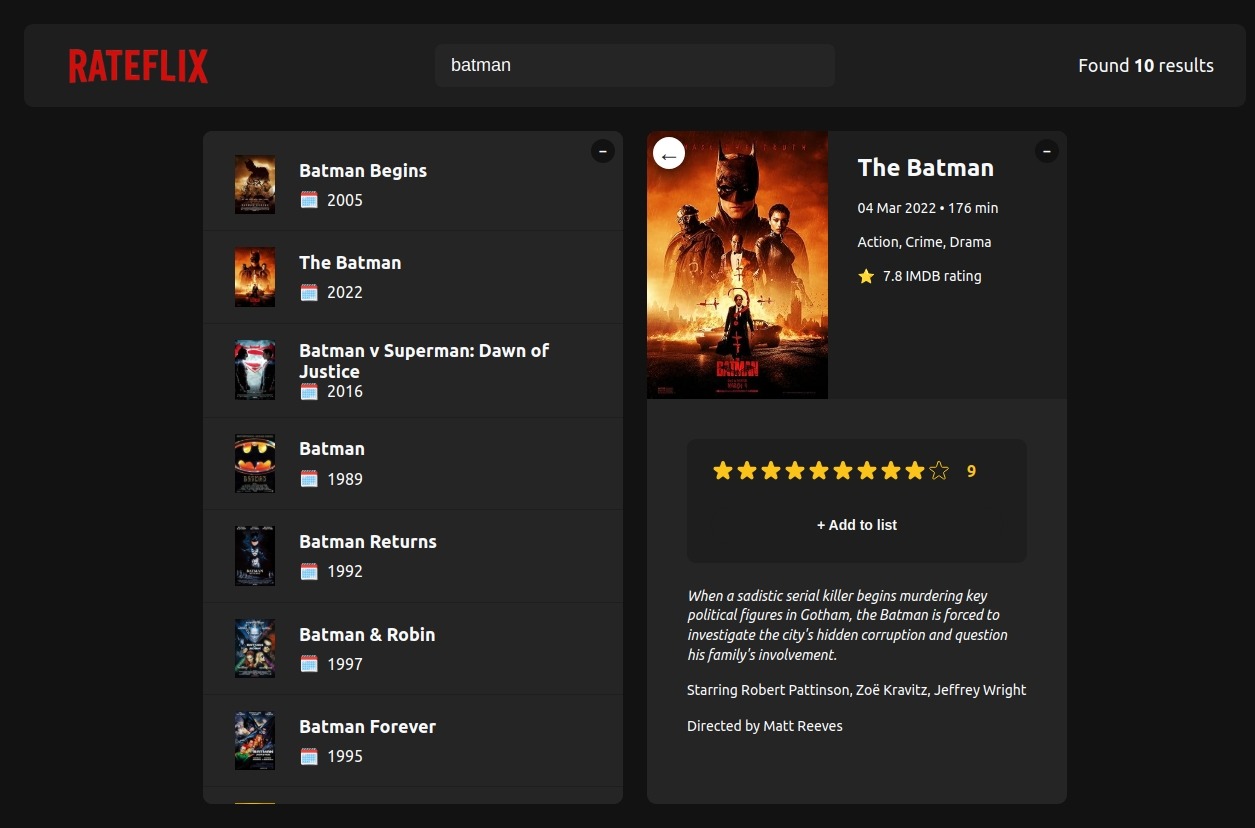 RATEFLIX
batman
Found 10 results
Batman Begins
2005
The Batman
2022
Batman v Superman: Dawn of
Justice
2016
Batman
1989
Batman Returns
1992
Batman & Robin
1997
Batman Forever
1995
←
–
–
The Batman
04 Mar 2022 • 176 min
Action, Crime, Drama
7.8 IMDB rating
BATMAN
9
+ Add to list
When a sadistic serial killer begins murdering key
political figures in Gotham, the Batman is forced to
investigate the city's hidden corruption and question
his family's involvement.
Starring Robert Pattinson, Zoë Kravitz, Jeffrey Wright
Directed by Matt Reeves